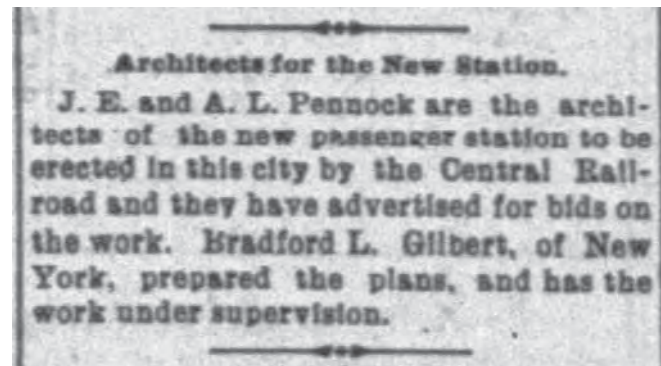 Architects for the New Station.
J. E. and A. L. Pennock are the archi-
tects of the new passenger station to be
erected in this city by the Central Rail-
road and they have advertised for bids on
the work. Bradford L. Gilbert, of New
York, prepared the plans, and has the
work under supervision.